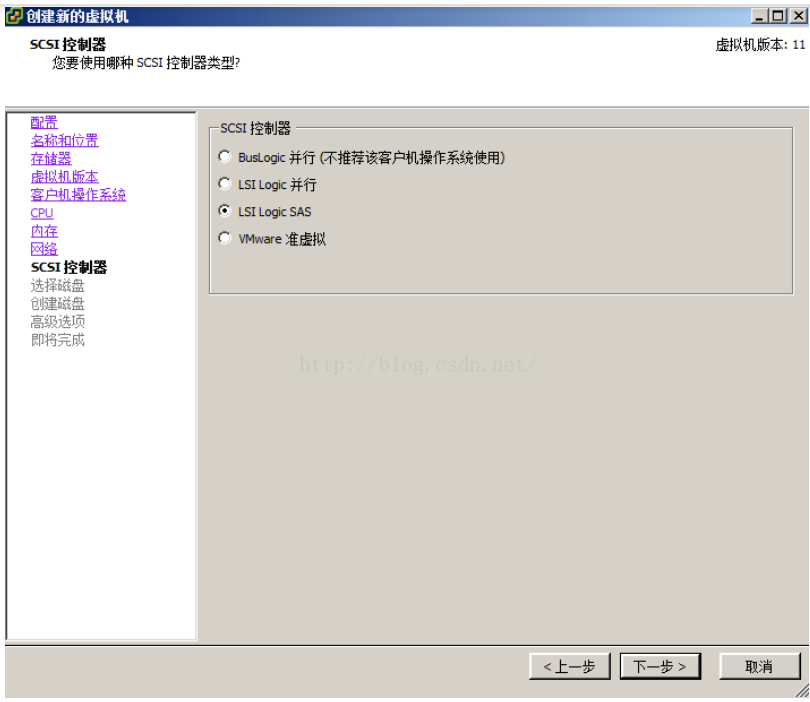 创建新的虚拟机
SCSI 控制器
虚拟机版本: 11
您要使用哪种 SCSI 控制器类型?
配置
名称和位置
存储器
虚拟机版本
客户机操作系统
CPU
内存
网络
SCSI 控制器
选择磁盘
创建磁盘
高级选项
即将完成
SCSI 控制器
BusLogic 并行 (不推荐该客户机操作系统使用)
LSI Logic 并行
LSI Logic SAS
VMware 准虚拟
http://blog.csdn.net/
<上一步
下一步 >
取消